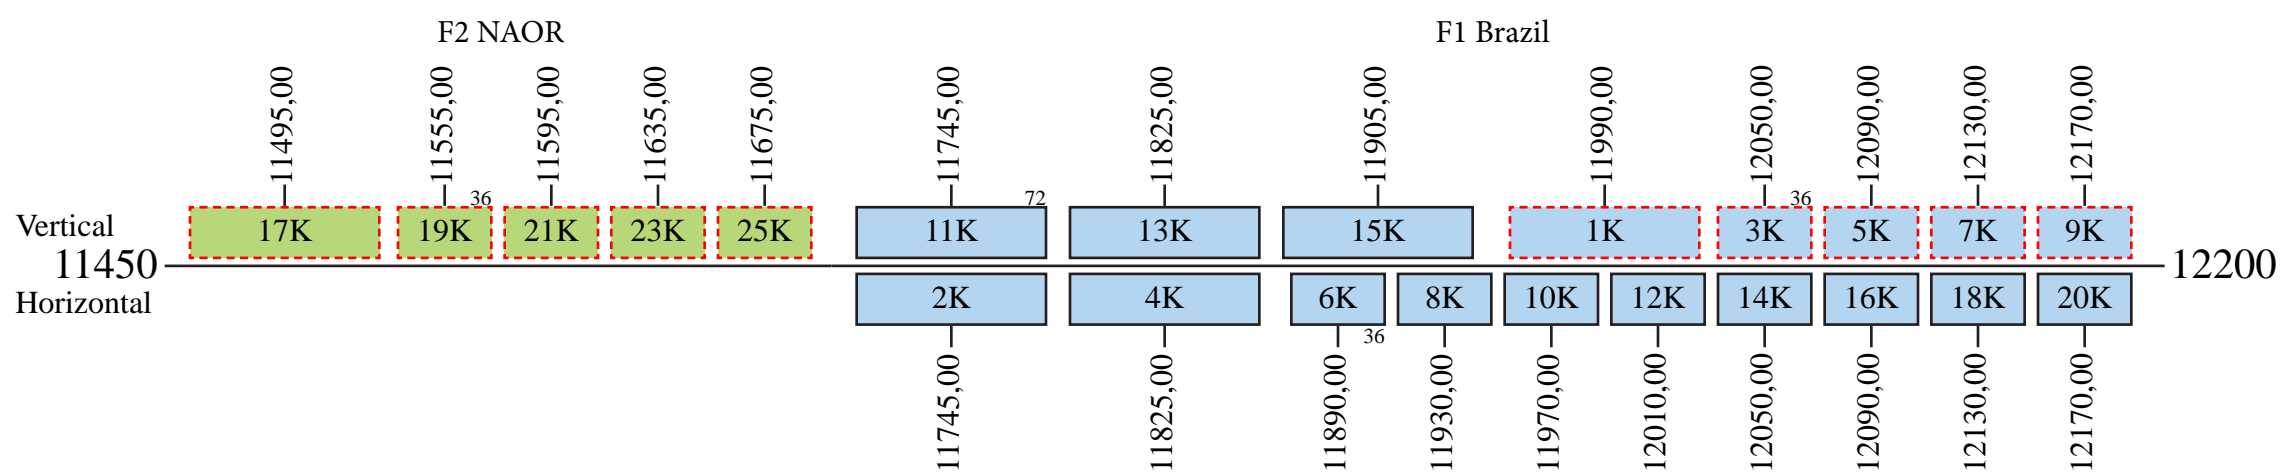 F2 NAOR F1 Brazil
11495,00 11555,00 11595,00 11635,00 11675,00 11745,00 11825,00 11905,00 11990,00 12050,00 12090,00 12130,00 12170,00
36 72 36
Vertical 17K 19K 21K 23K 25K 11K 13K 15K 1K 3K 5K 7K 9K
11450 12200
Horizontal 2K 4K 6K 8K 10K 12K 14K 16K 18K 20K
36
11745,00 11825,00 11890,00 11930,00 11970,00 12010,00 12050,00 12090,00 12130,00 12170,00